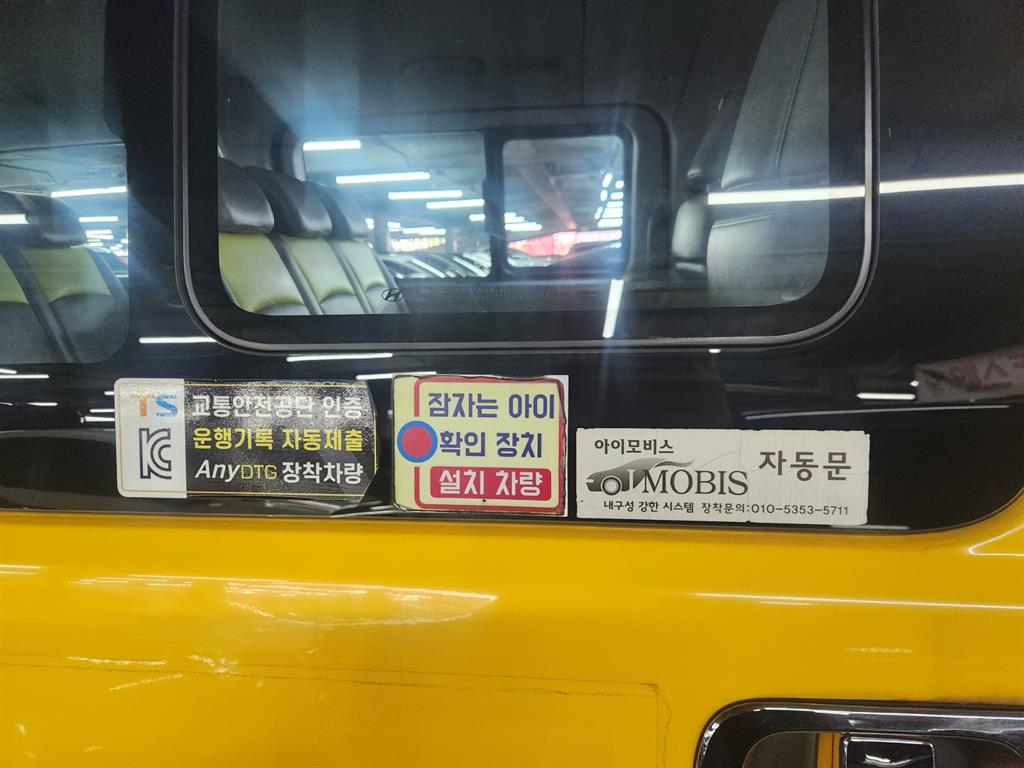 TS 교통안전공단 인증
운행기록 자동제출
AnyDTG 장착차량
잠자는 아이
확인 장치
설치 차량
아이모비스
MOBIS 자동문
내구성 강한 시스템 장착문의:010-5353-5711